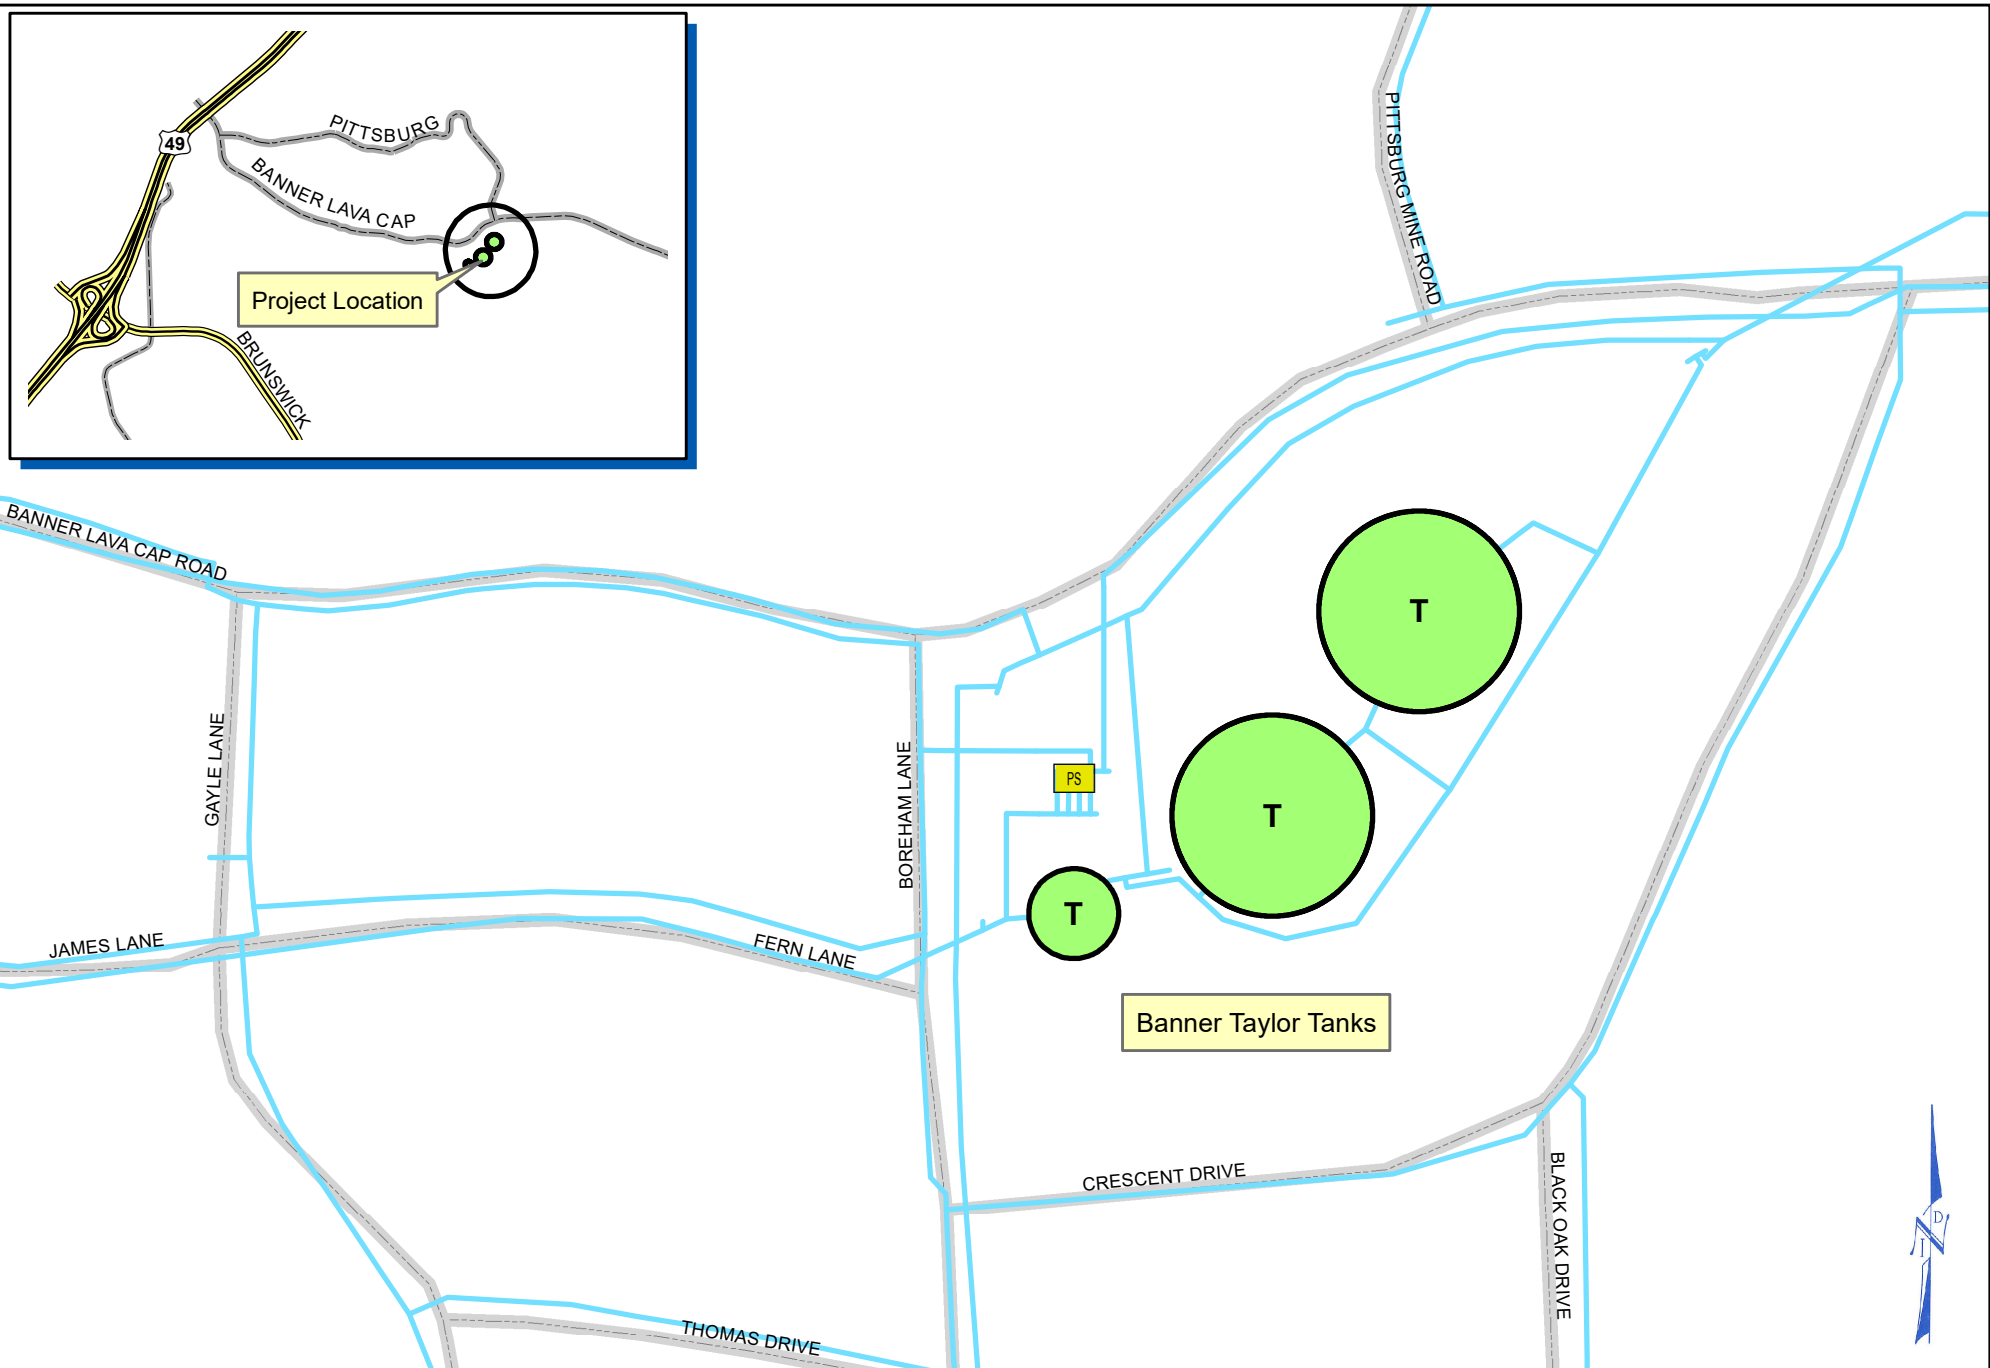 PITTSBURG
49
BANNER LAVA CAP
Project Location
BRUNSWICK
PITTSBURG MINE ROAD
BANNER LAVA CAP ROAD
T
GAYLE LANE
BOREHAM LANE
PS
T
T
JAMES LANE
FERN LANE
Banner Taylor Tanks
CRESCENT DRIVE
BLACK OAK DRIVE
N
I
D
THOMAS DRIVE